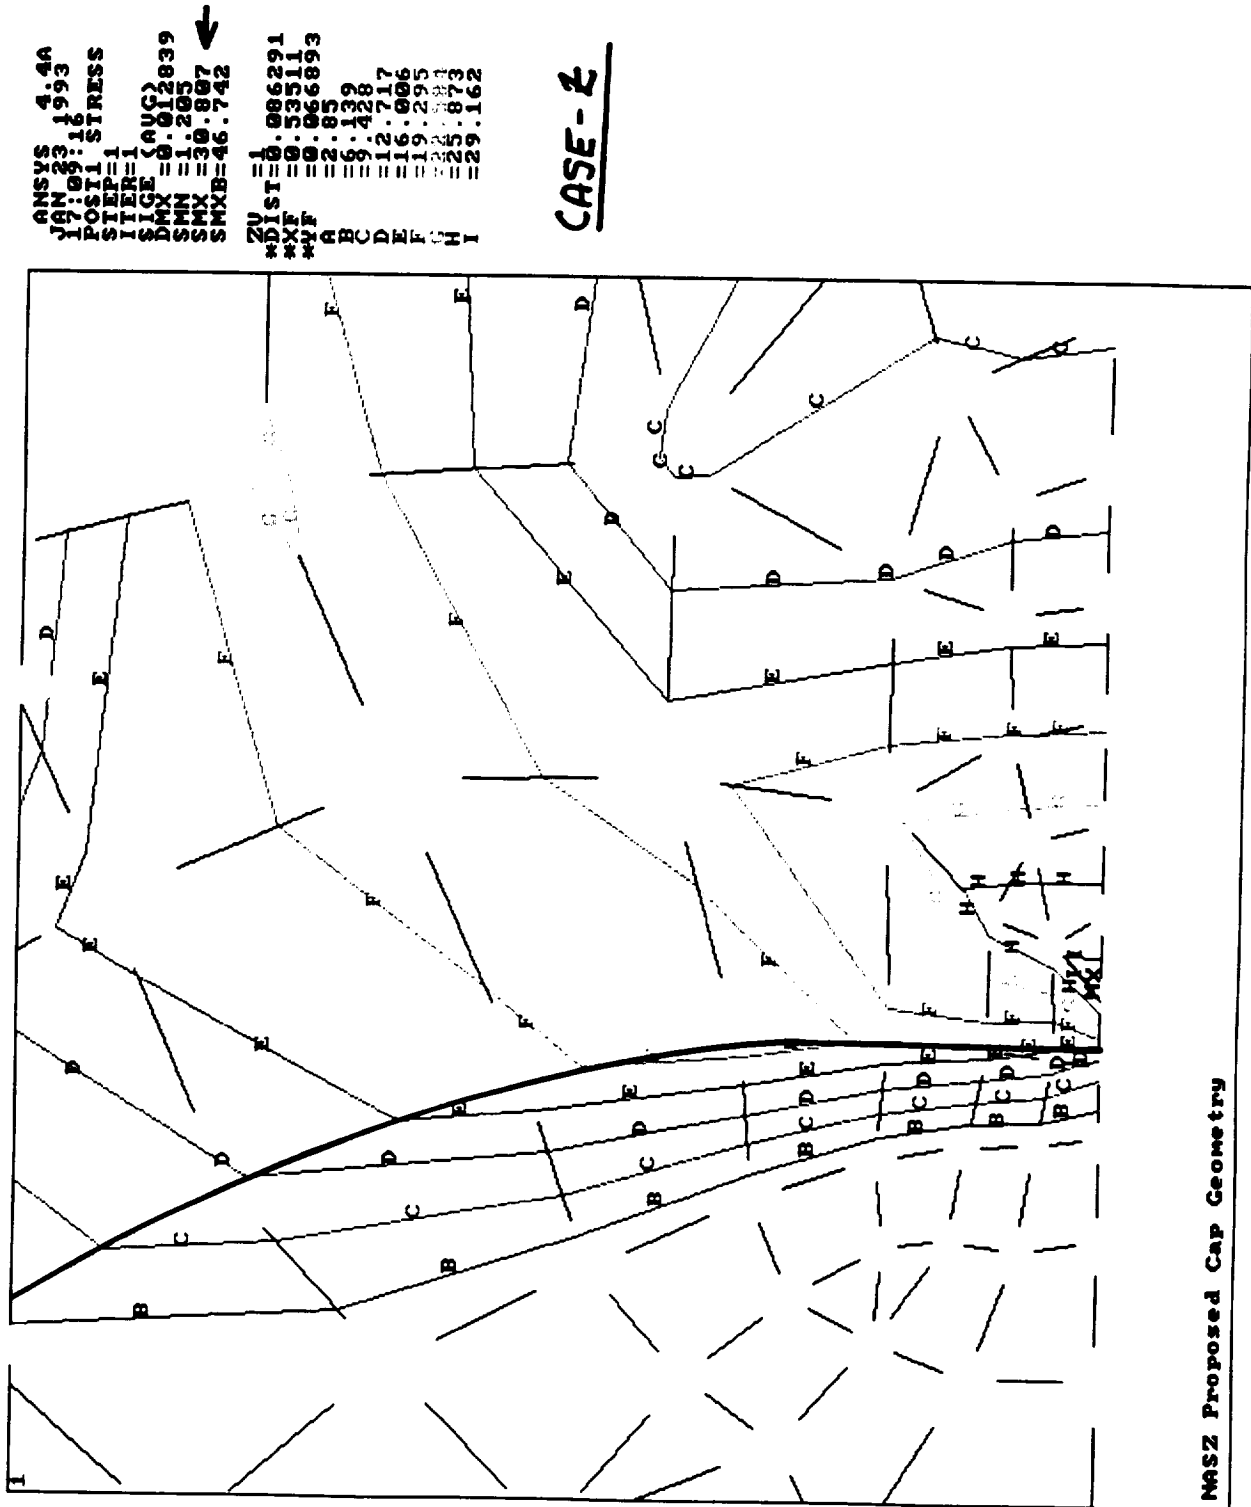 ANSYS 4.4A
JAN 23 1993
17:09:16
POST1 STRESS
STEP=1
ITER=1
SIGE (AVG)
DMX =0.012839
SMN =1.205
SMX =30.807
SMXB=46.742
ZV =1
*DIST=0.086291
*XF =0.53511
*YF =0.066893
A =2.85
B =6.139
C =9.428
D =12.717
E =16.006
F =19.295
H =25.873
I =29.162
CASE-2
1
MX
NASZ Proposed Cap Geometry